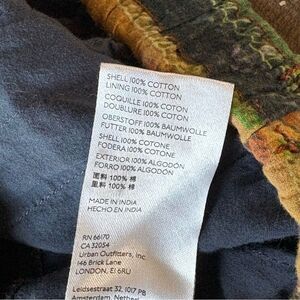 SHELL 100% COTTON
LINING 100% COTTON
COQUILLE 100% COTON
DOUBLURE 100% COTON
OBERSTOFF 100% BAUMWOLLE
FUTTER 100% BAUMWOLLE
SHELL 100% COTONE
FODERA 100% COTONE
EXTERIOR 100% ALGODÓN
FORRO 100% ALGODÓN
面料 100% 棉
里料 100% 棉
MADE IN INDIA
HECHO EN INDIA
RN 66170
CA 32054
Urban Outfitters, Inc
146 Brick Lane
LONDON, E1 6RU
Leidsestraat 32, 1017 PB
Amsterdam, Netherl